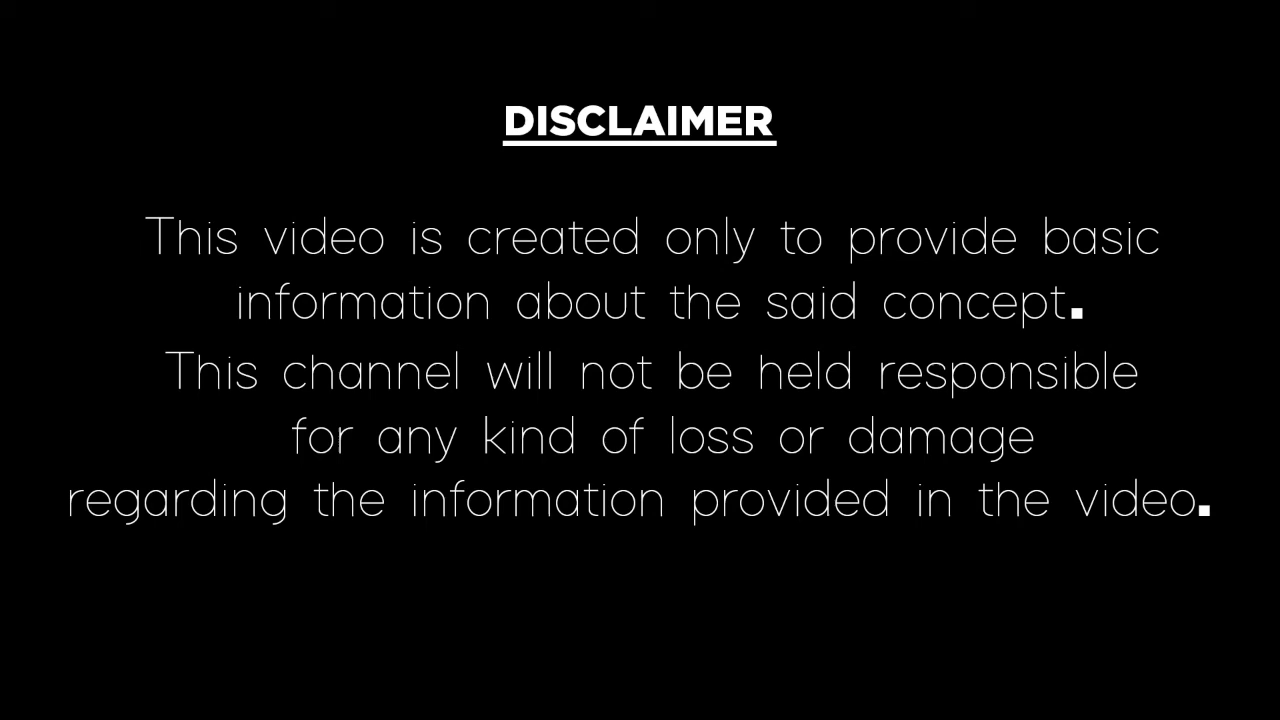 DISCLAIMER
This video is created only to provide basic
information about the said concept.
This channel will not be held responsible
for any kind of loss or damage
regarding the information provided in the video.